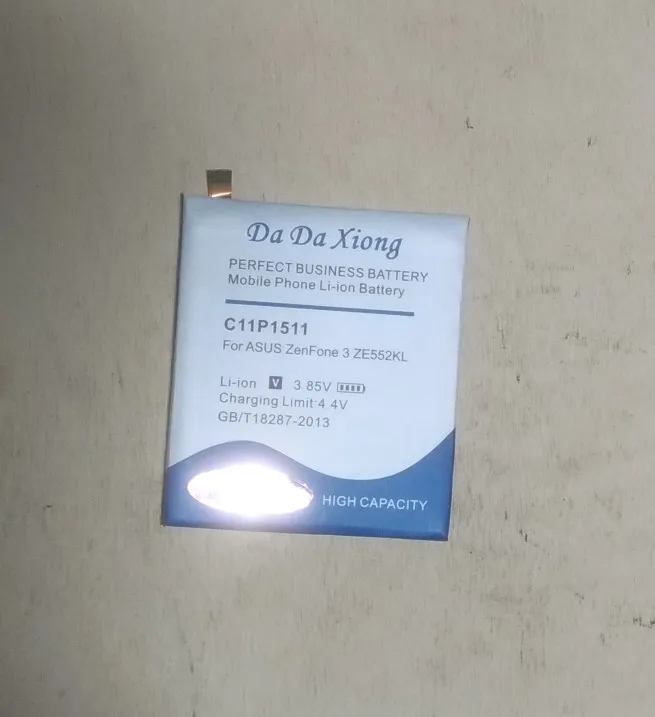 Da Da Xiong
PERFECT BUSINESS BATTERY
Mobile Phone Li-ion Battery
C11P1511
For ASUS ZenFone 3 ZE552KL
Li-ion V 3.85V
Charging Limit:4.4V
GB/T18287-2013
HIGH CAPACITY